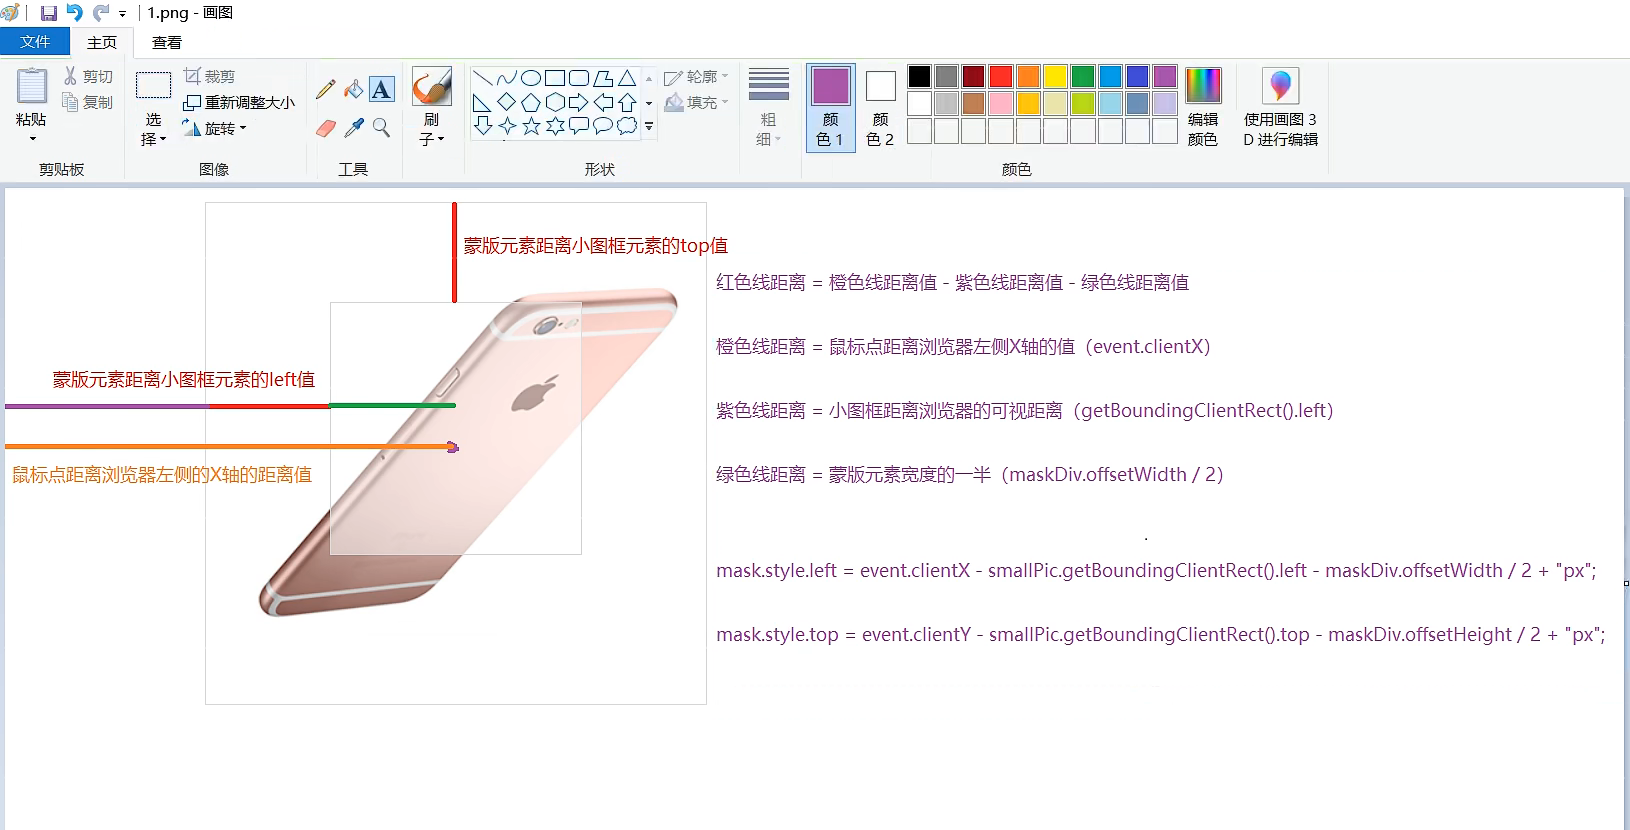 1.png - 画图
文件 主页 查看
剪切
裁剪
轮廓
复制
重新调整大小
填充
粘贴
选择
旋转
A
刷子
粗细
颜色 1
颜色 2
编辑颜色
使用画图 3D 进行编辑
剪贴板 图像 工具 形状 颜色
蒙版元素距离小图框元素的top值
红色线距离 = 橙色线距离值 - 紫色线距离值 - 绿色线距离值
橙色线距离 = 鼠标点距离浏览器左侧X轴的值（event.clientX）
蒙版元素距离小图框元素的left值
紫色线距离 = 小图框距离浏览器的可视距离（getBoundingClientRect().left）
鼠标点距离浏览器左侧的X轴的距离值
绿色线距离 = 蒙版元素宽度的一半（maskDiv.offsetWidth / 2）
mask.style.left = event.clientX - smallPic.getBoundingClientRect().left - maskDiv.offsetWidth / 2 + "px";
mask.style.top = event.clientY - smallPic.getBoundingClientRect().top - maskDiv.offsetHeight / 2 + "px";